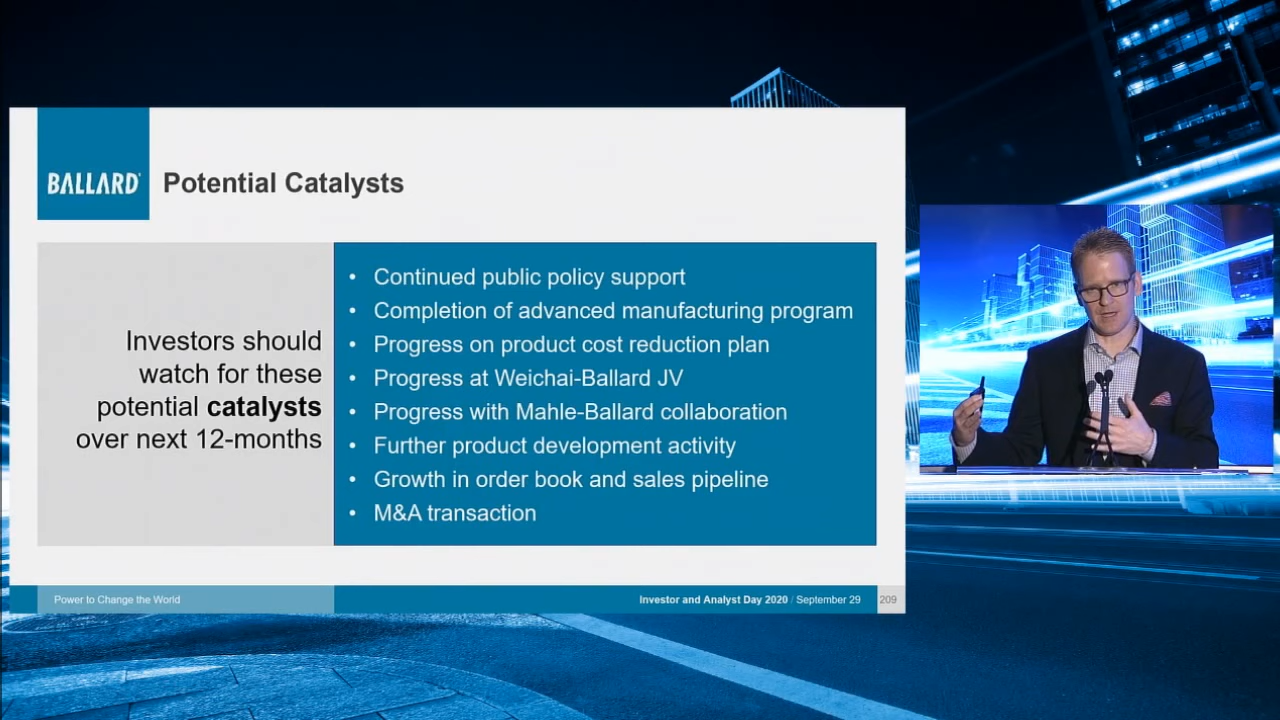 BALLARD
Potential Catalysts
Investors should
watch for these
potential catalysts
over next 12-months
• Continued public policy support
• Completion of advanced manufacturing program
• Progress on product cost reduction plan
• Progress at Weichai-Ballard JV
• Progress with Mahle-Ballard collaboration
• Further product development activity
• Growth in order book and sales pipeline
• M&A transaction
Power to Change the World
Investor and Analyst Day 2020 / September 29
209